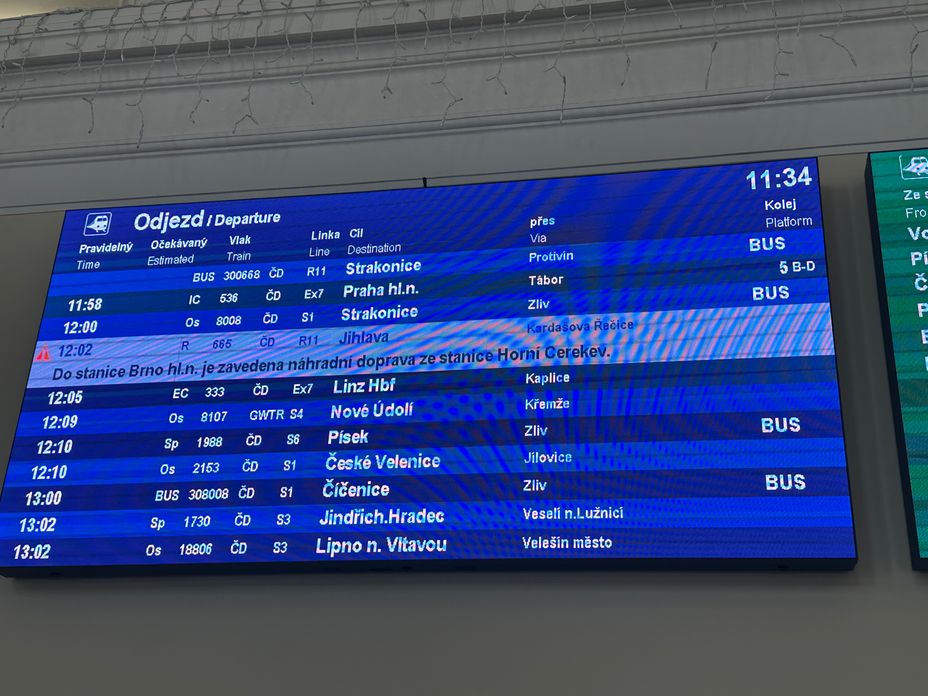 11:34
Odjezd / Departure
Pravidelný Očekávaný Vlak Linka Cíl přes Kolej
Time Estimated Train Line Destination Via Platform
BUS 300668 ČD R11 Strakonice Protivín BUS
11:58 IC 536 ČD Ex7 Praha hl.n. Tábor 5 B-D
12:00 Os 8008 ČD S1 Strakonice Zliv BUS
12:02 R 665 ČD R11 Jihlava Kardašova Řečice
Do stanice Brno hl.n. je zavedena náhradní doprava ze stanice Horní Cerekev.
12:05 EC 333 ČD Ex7 Linz Hbf Kaplice
12:09 Os 8107 GWTR S4 Nové Údolí Křemže
12:10 Sp 1988 ČD S6 Písek Zliv BUS
12:10 Os 2153 ČD S1 České Velenice Jílovice
13:00 BUS 308008 ČD S1 Číčenice Zliv BUS
13:02 Sp 1730 ČD S3 Jindřich.Hradec Veselí n.Lužnicí
13:02 Os 18806 ČD S3 Lipno n. Vltavou Velešín město
Ze s
Fro
Vo
Pí